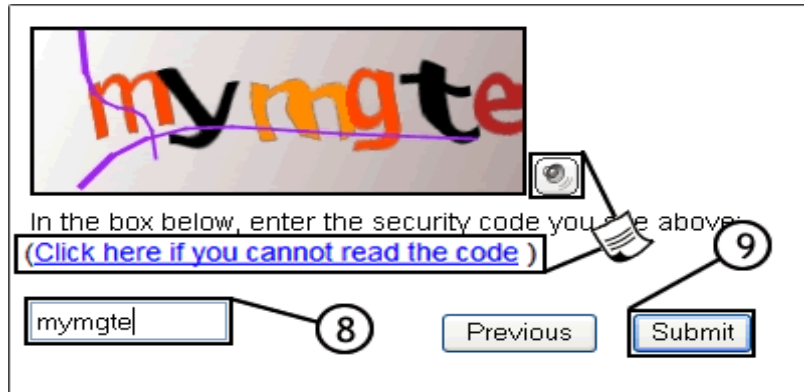 mymgte
In the box below, enter the security code you see above:
(Click here if you cannot read the code )
9
mymgte
8
Previous
Submit